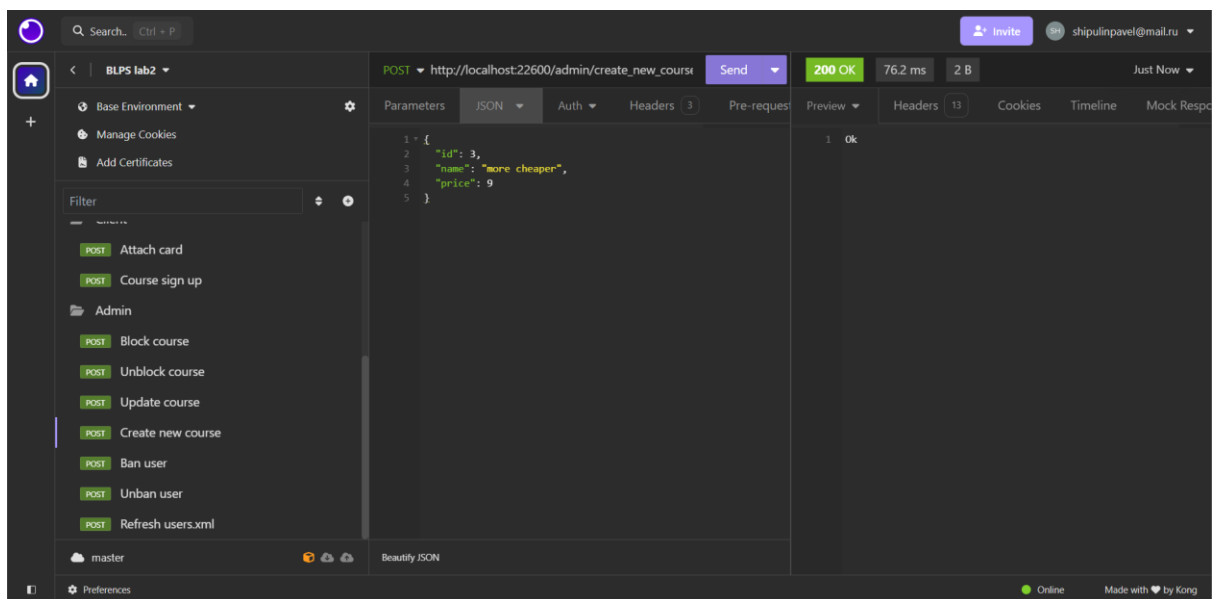 Search.. Ctrl + P
Invite
SH
shipulinpavel@mail.ru
BLPS lab2
Base Environment
Manage Cookies
Add Certificates
Filter
Client
POST Attach card
POST Course sign up
Admin
POST Block course
POST Unblock course
POST Update course
POST Create new course
POST Ban user
POST Unban user
POST Refresh users.xml
master
Preferences
POST http://localhost:22600/admin/create_new_course
Send
Parameters JSON Auth Headers 3 Pre-reques
1 {
2 "id": 3,
3 "name": "more cheaper",
4 "price": 9
5 }
Beautify JSON
200 OK 76.2 ms 2 B Just Now
Preview Headers 13 Cookies Timeline Mock Respo
1 Ok
Online Made with ♥ by Kong